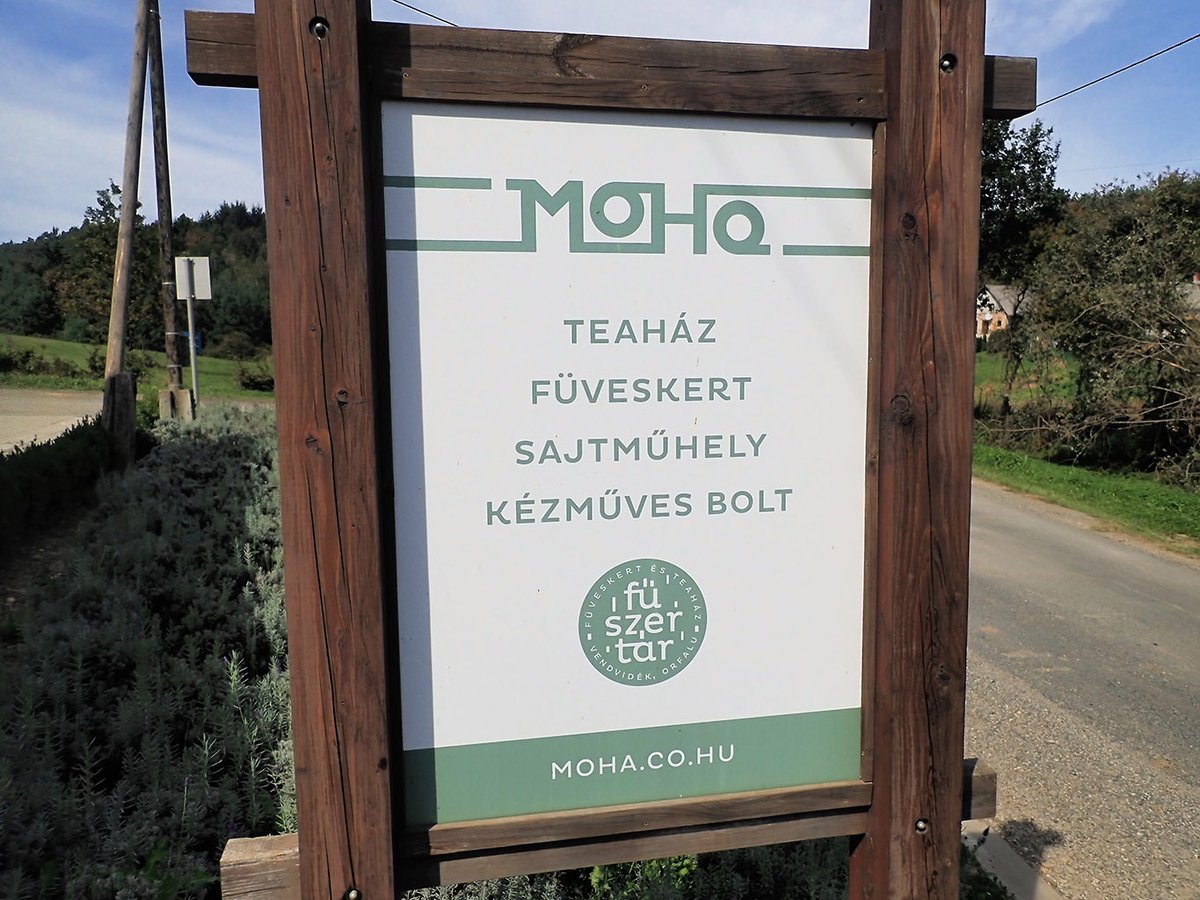 MOHA
TEAHÁZ
FÜVESKERT
SAJTMŰHELY
KÉZMŰVES BOLT
FÜVESKERT ÉS TEAHÁZ
fű
szer
tár
VENDVIDÉK, ORFALU
MOHA.CO.HU